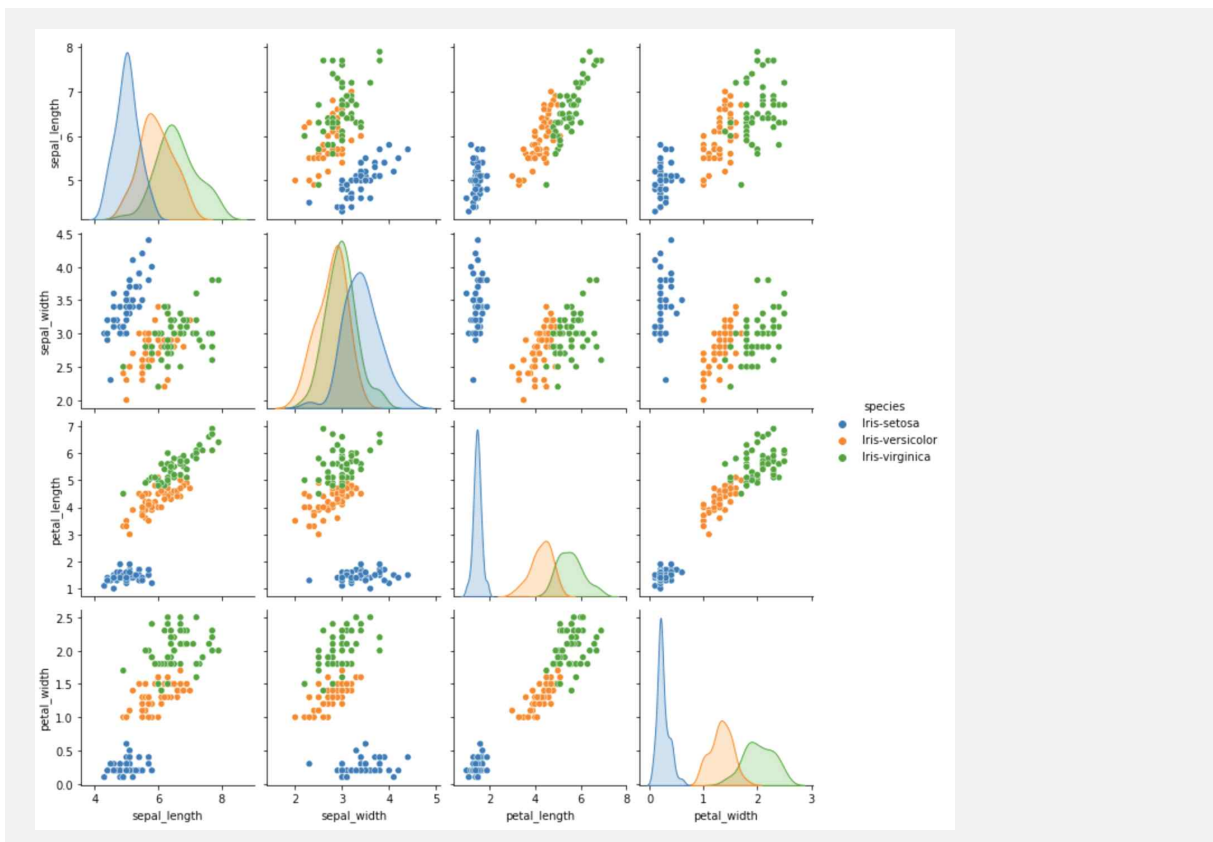 8
7
6
5
sepal_length
4.5
4.0
3.5
3.0
2.5
2.0
sepal_width
species
Iris-setosa
Iris-versicolor
Iris-virginica
7
6
5
4
3
2
1
petal_length
2.5
2.0
1.5
1.0
0.5
0.0
petal_width
4 6 8
2 3 4 5
2 4 6 8
0 1 2 3
sepal_length
sepal_width
petal_length
petal_width